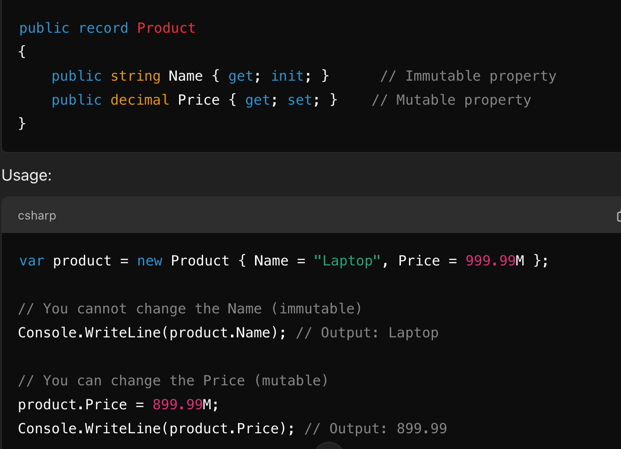 public record Product
{
    public string Name { get; init; }      // Immutable property
    public decimal Price { get; set; }    // Mutable property
}
Usage:
csharp
var product = new Product { Name = "Laptop", Price = 999.99M };
// You cannot change the Name (immutable)
Console.WriteLine(product.Name); // Output: Laptop
// You can change the Price (mutable)
product.Price = 899.99M;
Console.WriteLine(product.Price); // Output: 899.99